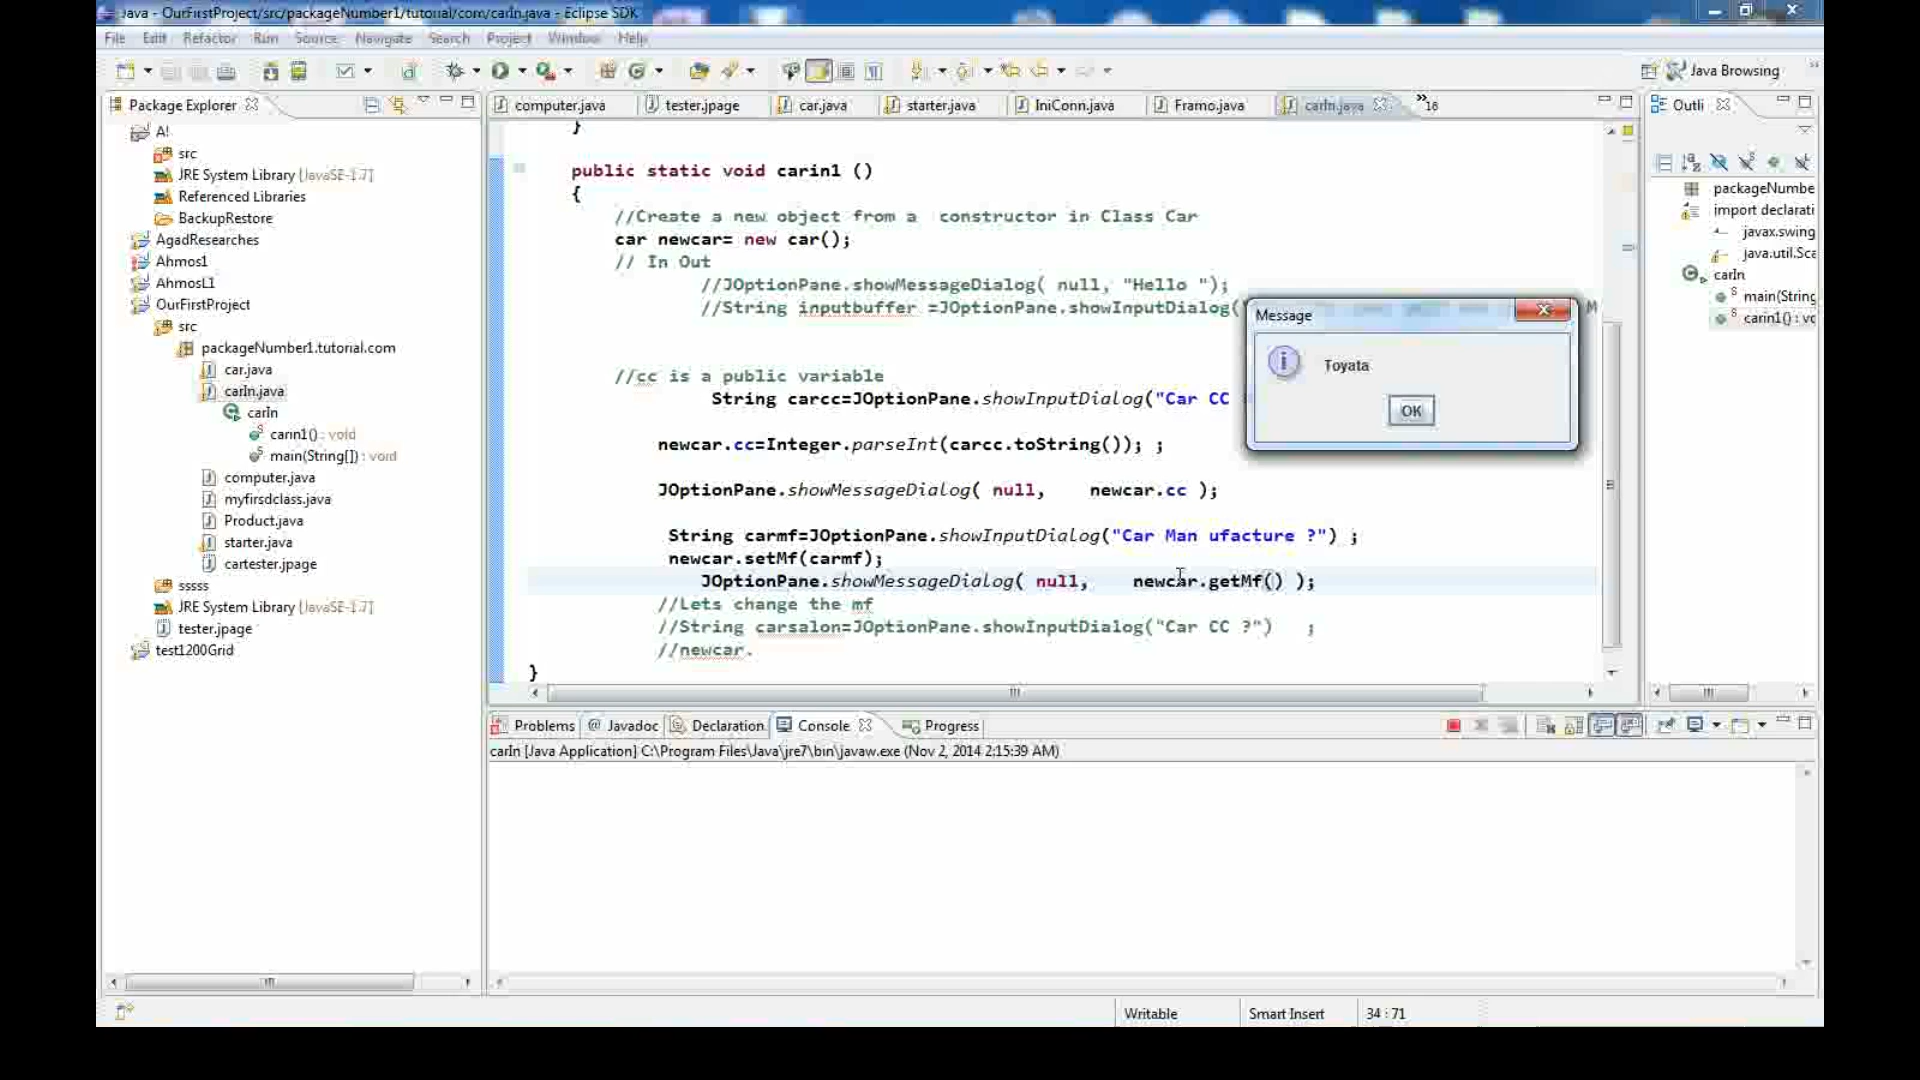 Java - OurFirstProject/src/packageNumber1/tutorial/com/carIn.java - Eclipse SDK
File Edit Refactor Run Source Navigate Search Project Window Help
Java Browsing
Package Explorer
A!
src
JRE System Library [JavaSE-1.7]
Referenced Libraries
BackupRestore
AgadResearches
Ahmos1
AhmosL1
OurFirstProject
src
packageNumber1.tutorial.com
car.java
carIn.java
carIn
carin1() : void
main(String[]) : void
computer.java
myfirsdclass.java
Product.java
starter.java
cartester.jpage
sssss
JRE System Library [JavaSE-1.7]
tester.jpage
test1200Grid
computer.java tester.jpage car.java starter.java IniConn.java Framo.java carIn.java »18
}
public static void carin1 ()
{
//Create a new object from a constructor in Class Car
car newcar= new car();
// In Out
//JOptionPane.showMessageDialog( null, "Hello ");
//String inputbuffer =JOptionPane.showInputDialog(
//cc is a public variable
String carcc=JOptionPane.showInputDialog("Car CC
newcar.cc=Integer.parseInt(carcc.toString()); ;
JOptionPane.showMessageDialog( null, newcar.cc );
String carmf=JOptionPane.showInputDialog("Car Man ufacture ?") ;
newcar.setMf(carmf);
JOptionPane.showMessageDialog( null, newcar.getMf() );
//Lets change the mf
//String carsalon=JOptionPane.showInputDialog("Car CC ?") ;
//newcar.
}
Message
Toyata
OK
Outli
packageNumbe
import declarati
javax.swing
java.util.Sca
carIn
main(String
carin1() : vo
Problems @ Javadoc Declaration Console Progress
carIn [Java Application] C:\Program Files\Java\jre7\bin\javaw.exe (Nov 2, 2014 2:15:39 AM)
Writable Smart Insert 34 : 71